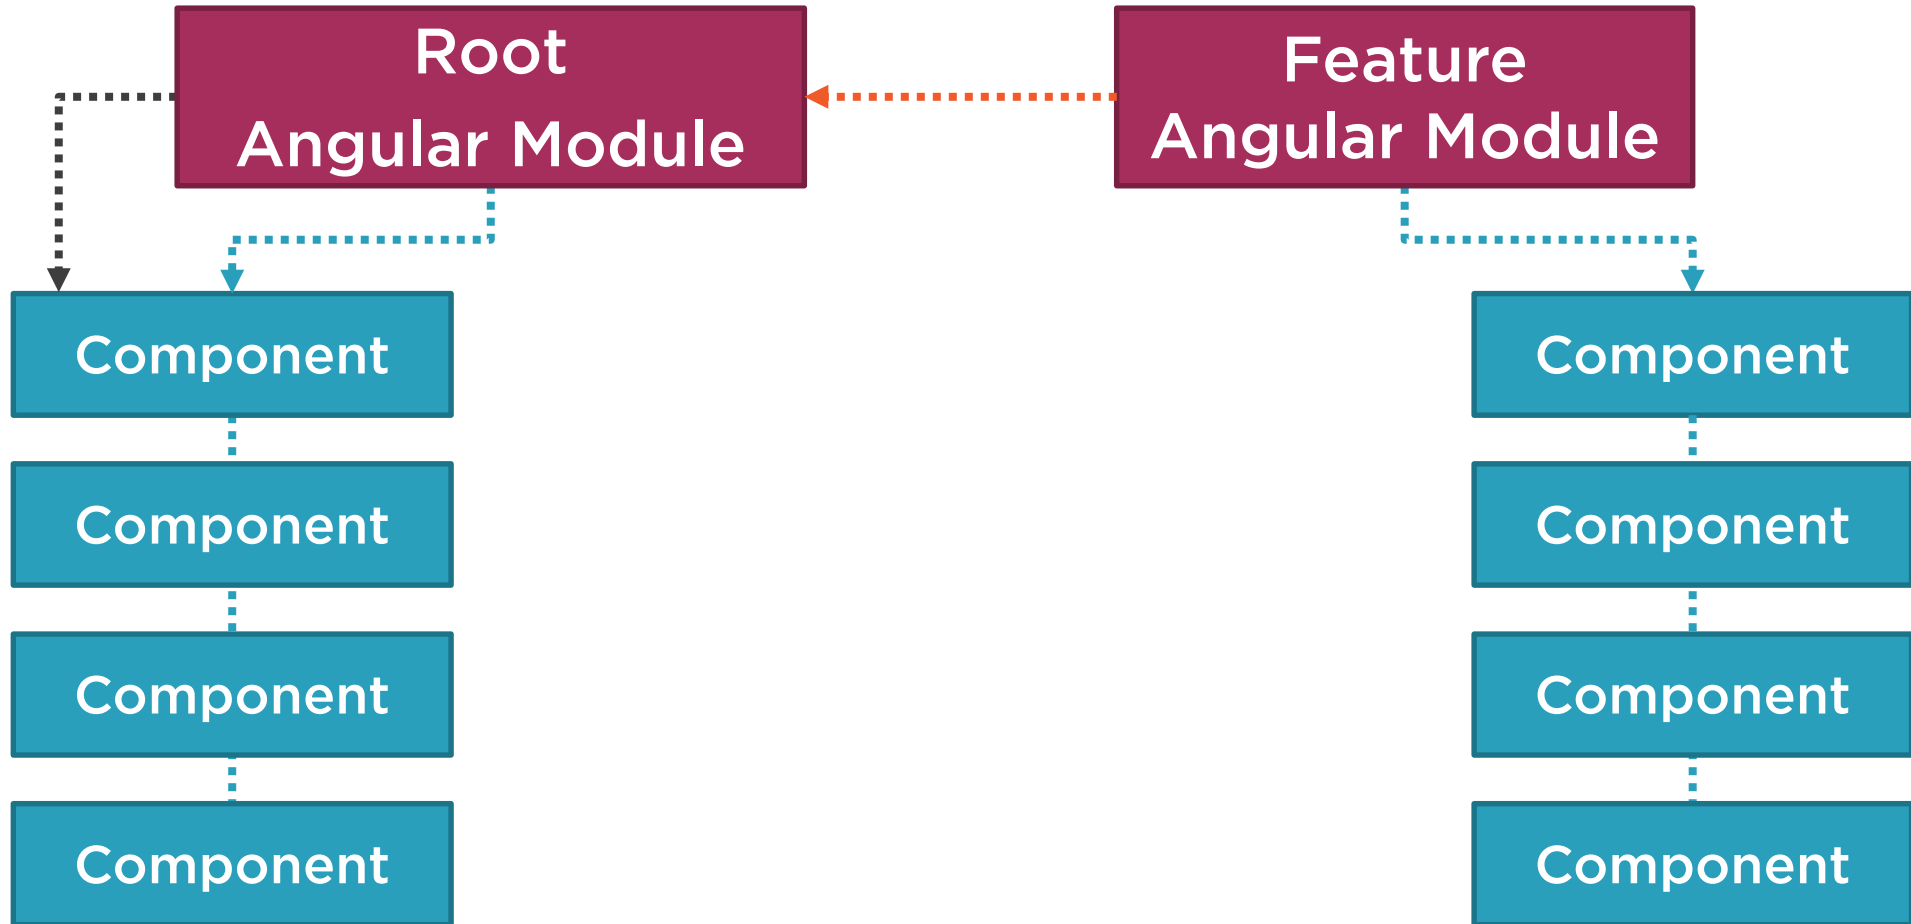 Root
Angular Module
Feature
Angular Module
Component
Component
Component
Component
Component
Component
Component
Component